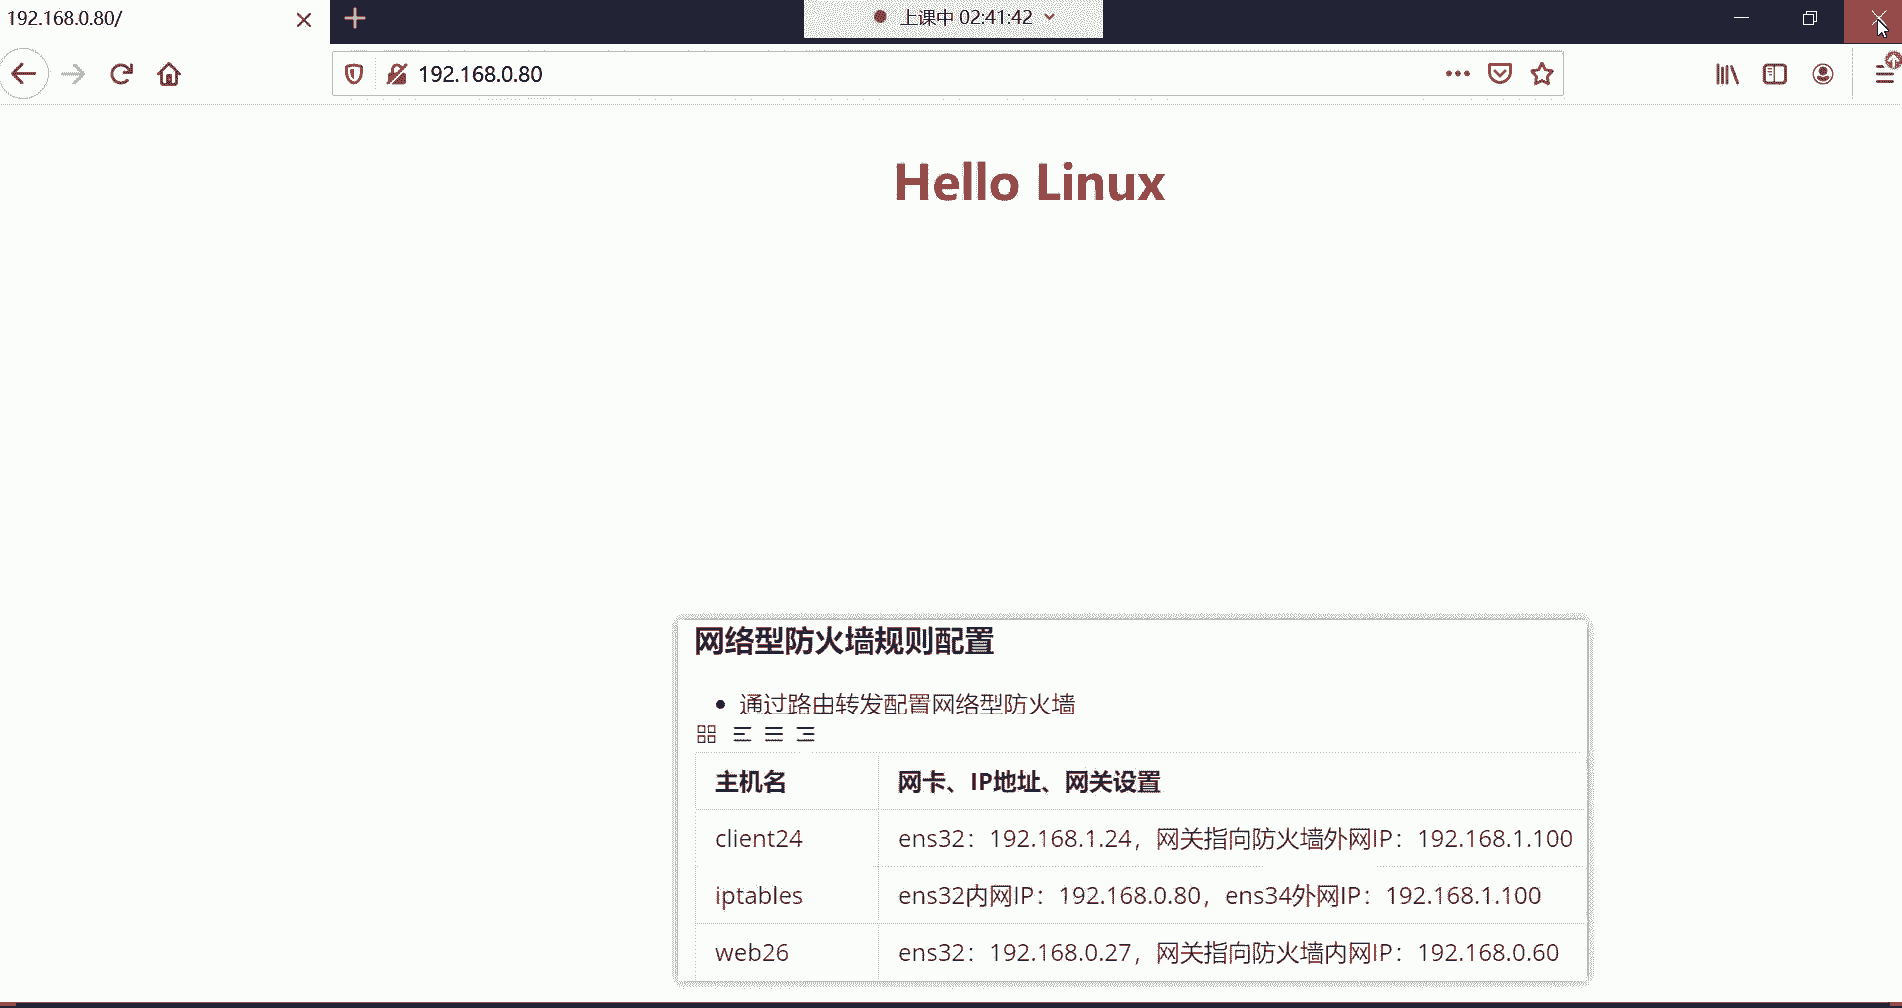 192.168.0.80/
上课中 02:41:42
192.168.0.80
Hello Linux
网络型防火墙规则配置
通过路由转发配置网络型防火墙
主机名 网卡、IP地址、网关设置
client24 ens32：192.168.1.24，网关指向防火墙外网IP：192.168.1.100
iptables ens32内网IP：192.168.0.80，ens34外网IP：192.168.1.100
web26 ens32：192.168.0.27，网关指向防火墙内网IP：192.168.0.60